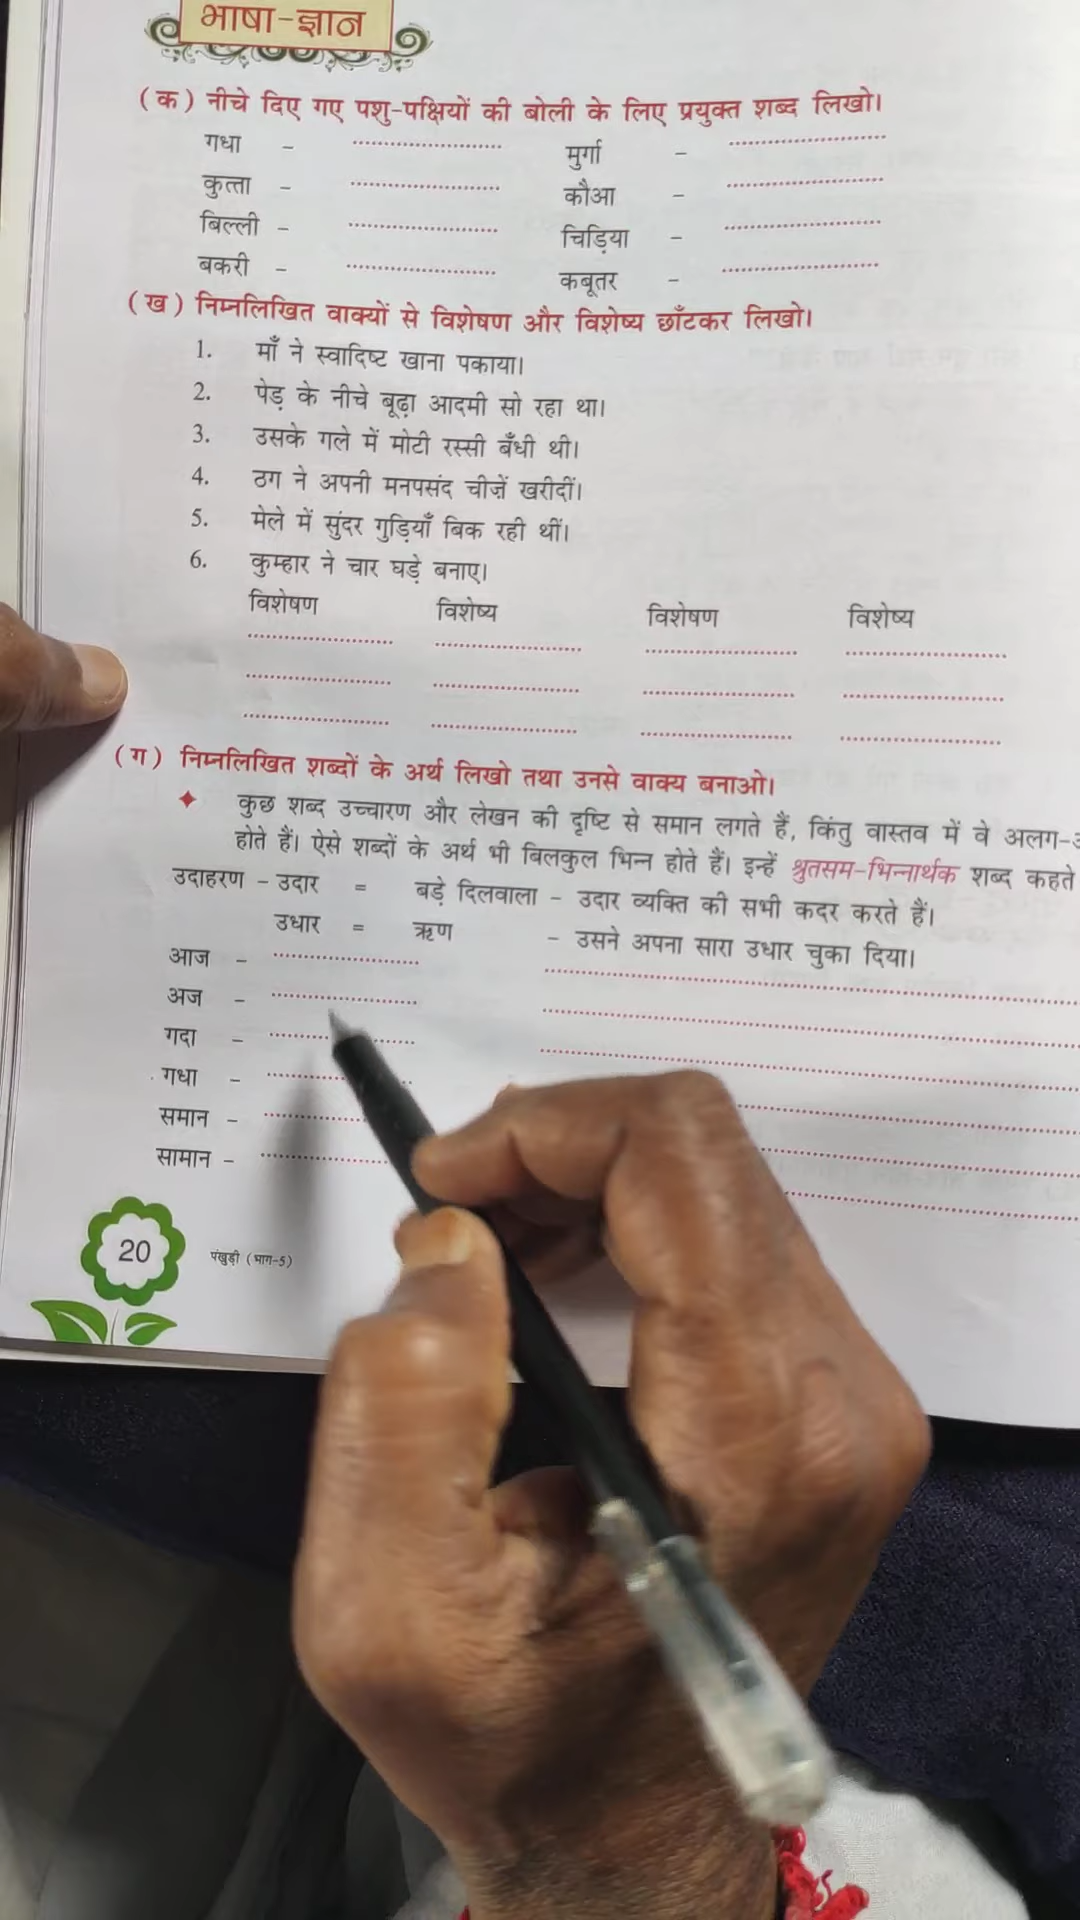 भाषा-ज्ञान
(क) नीचे दिए गए पशु-पक्षियों की बोली के लिए प्रयुक्त शब्द लिखो।
गधा - .................... मुर्गा - ....................
कुत्ता - .................... कौआ - ....................
बिल्ली - .................... चिड़िया - ....................
बकरी - .................... कबूतर - ....................
(ख) निम्नलिखित वाक्यों से विशेषण और विशेष्य छाँटकर लिखो।
1. माँ ने स्वादिष्ट खाना पकाया।
2. पेड़ के नीचे बूढ़ा आदमी सो रहा था।
3. उसके गले में मोटी रस्सी बँधी थी।
4. ठग ने अपनी मनपसंद चीज़ें खरीदीं।
5. मेले में सुंदर गुड़ियाँ बिक रही थीं।
6. कुम्हार ने चार घड़े बनाए।
विशेषण विशेष्य विशेषण विशेष्य
(ग) निम्नलिखित शब्दों के अर्थ लिखो तथा उनसे वाक्य बनाओ।
कुछ शब्द उच्चारण और लेखन की दृष्टि से समान लगते हैं, किंतु वास्तव में वे अलग-
होते हैं। ऐसे शब्दों के अर्थ भी बिलकुल भिन्न होते हैं। इन्हें श्रुतसम-भिन्नार्थक शब्द कहते
उदाहरण - उदार = बड़े दिलवाला - उदार व्यक्ति की सभी कदर करते हैं।
उधार = ऋण - उसने अपना सारा उधार चुका दिया।
आज - ....................
अज - ....................
गदा - ....................
गधा - ....................
समान - ....................
सामान - ....................
20 पंखुड़ी (भाग-5)